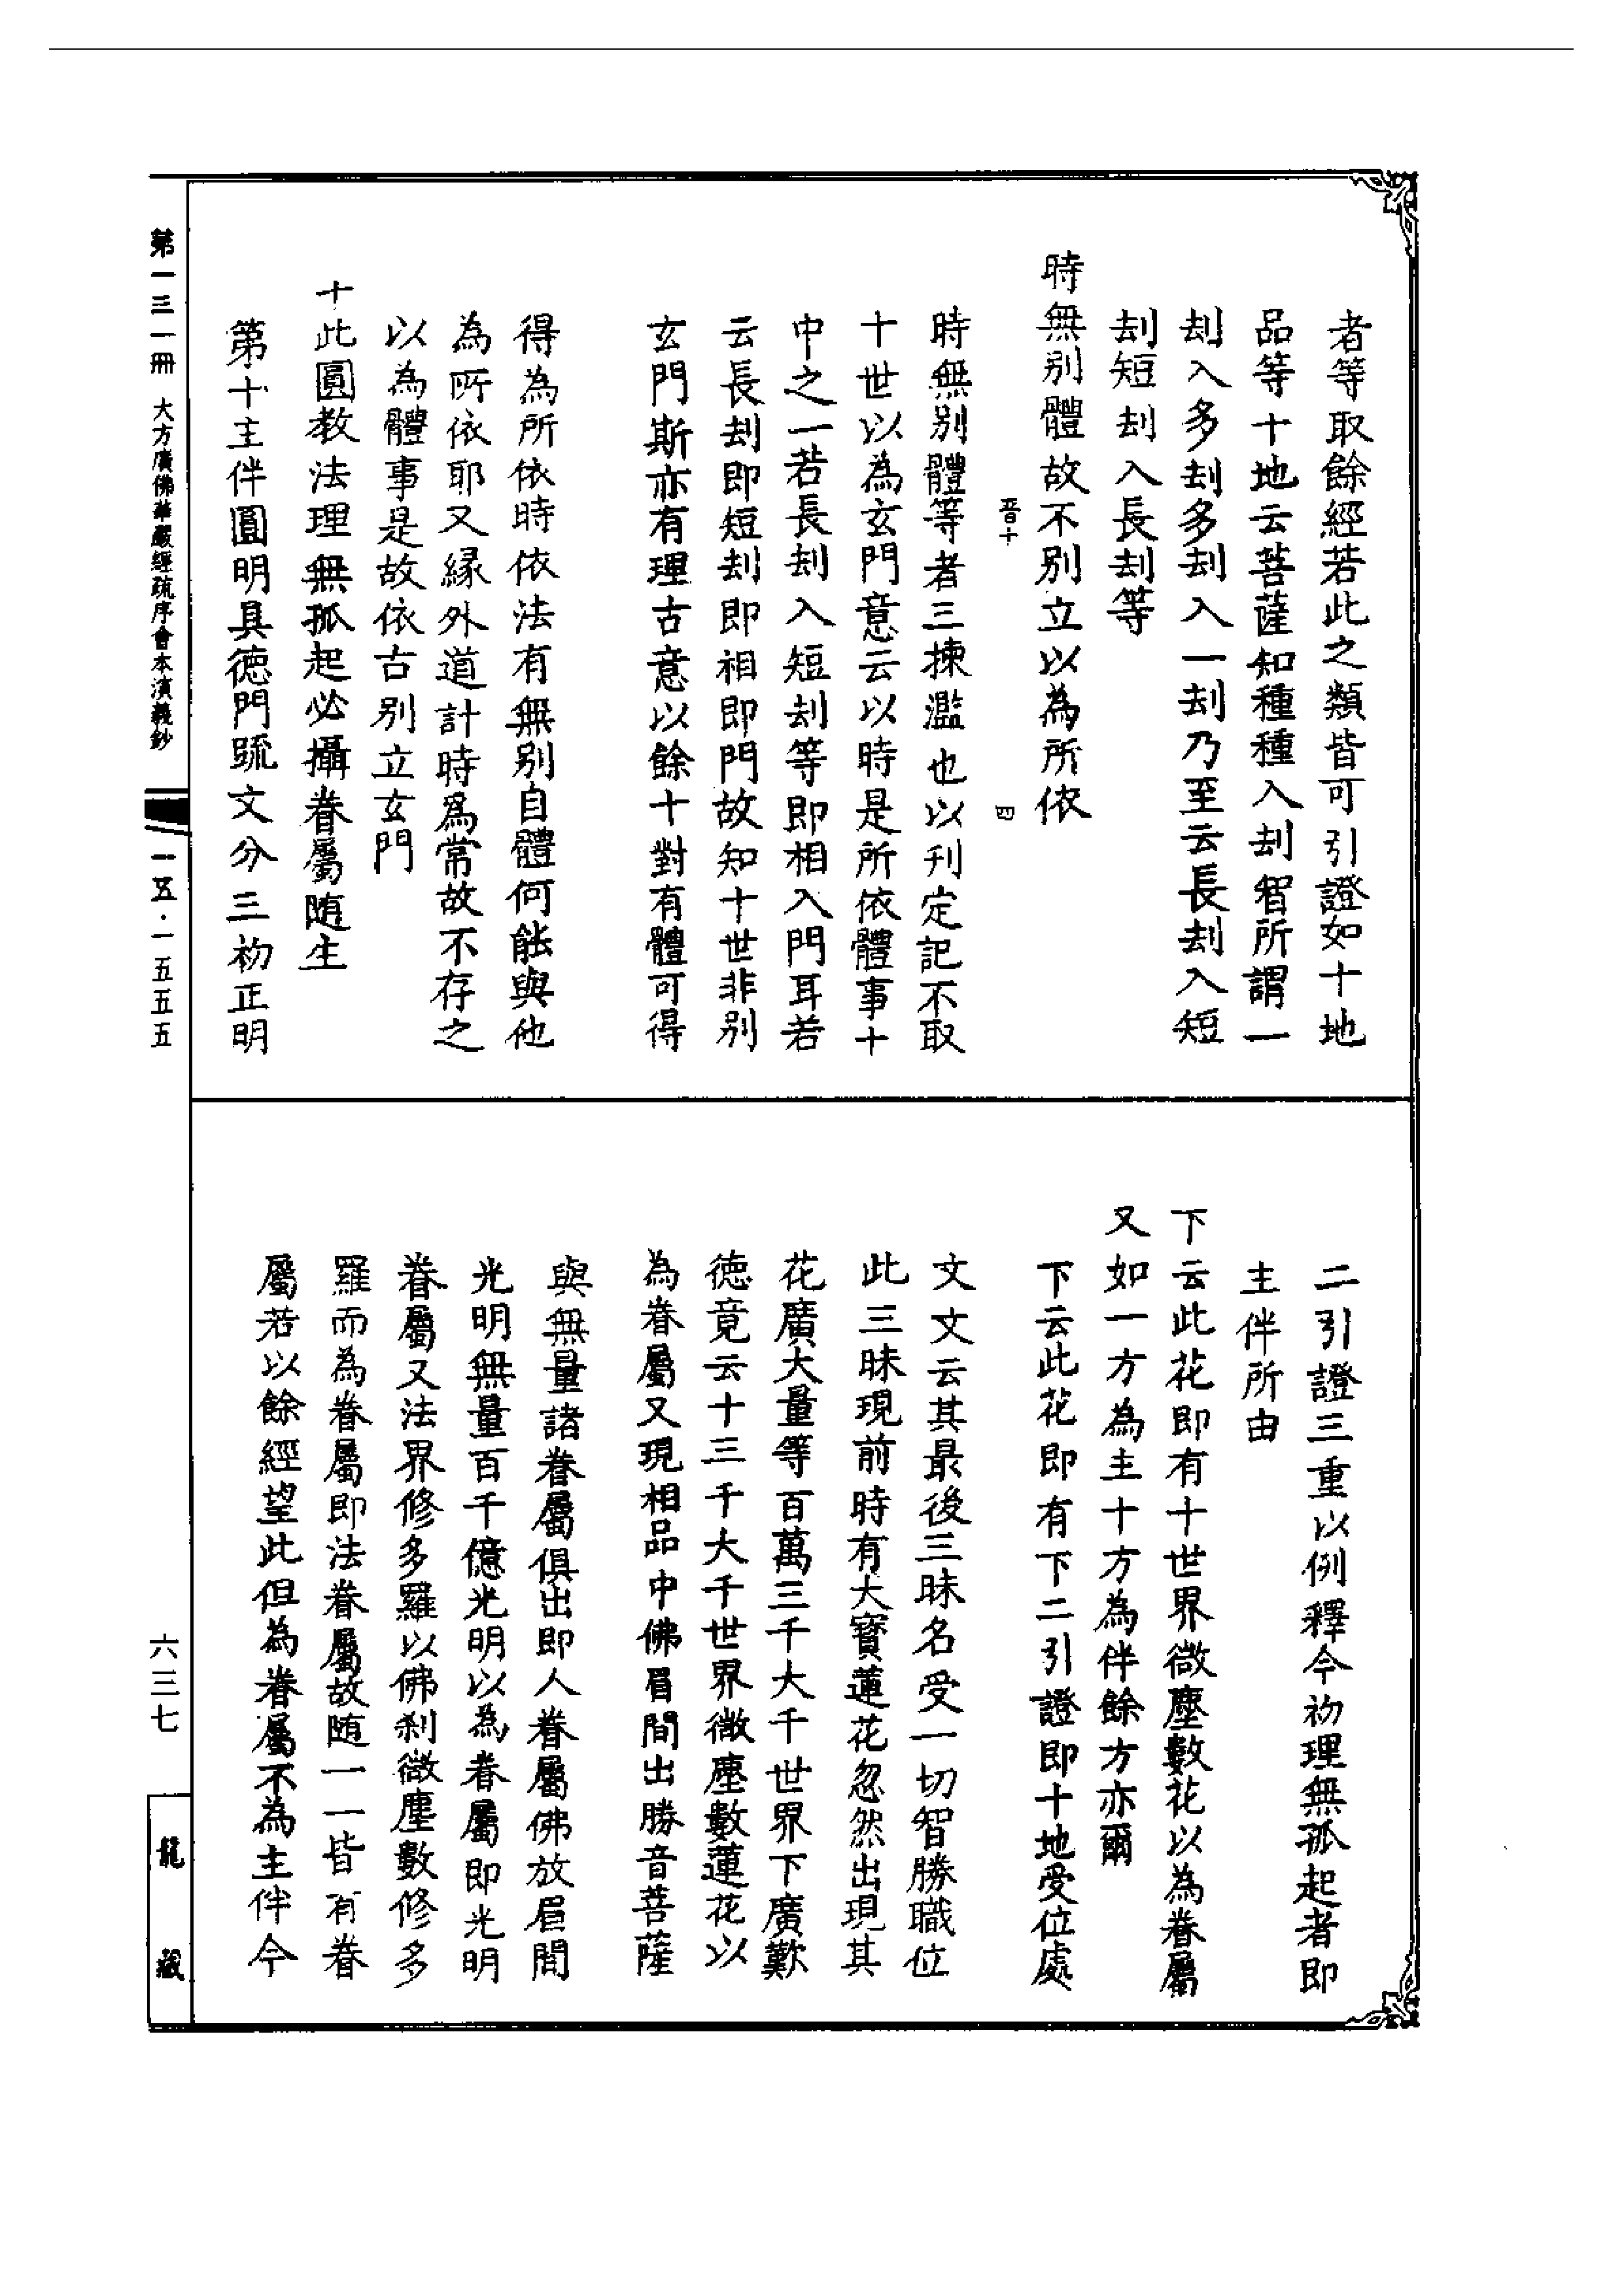 者等取餘經若此之類皆可引證如十地
品等十地云菩薩知種種入刦智所謂一
刦入多刦多刦入一刦乃至云長刦入短
刦短刦入長刦等
時無別體故不別立以為所依
晉十
四
時無別體等者三揀濫也以刋定記不取
十世以為玄門意云以時是所依體事十
中之一若長刦入短刦等即相入門耳若
云長刦即短刦即相即門故知十世非別
玄門斯亦有理古意以餘十對有體可得
得為所依時依法有無別自體何能與他
為所依耶又緣外道計時爲常故不存之
以為體事是故依古別立玄門
十此圓教法理無孤起必攝眷屬随生
第十主伴圓明具徳門䟽文分三初正明
二引證三重以例釋今初理無孤起者即
主伴所由
下云此花即有十世界微塵數花以為眷屬
又如一方為主十方為伴餘方亦爾
下云此花即有下二引證即十地受位處
文文云其最後三昧名受一切智勝職位
此三昧現前時有大寳蓮花忽然出現其
花廣大量等百萬三千大千世界下廣歎
徳竟云十三千大千世界微塵數蓮花以
為眷屬又現相品中佛眉間出勝音菩薩
與無量諸眷屬俱出即人眷屬佛放眉間
光明無量百千億光明以為眷屬即光明
眷屬又法界修多羅以佛刹微塵數修多
羅而為眷屬即法眷屬故随一一皆有眷
屬若以餘經望此但為眷屬不為主伴今
第一三一冊　大方廣佛華嚴經疏序會本演義鈔
一五·一五五五
六三七
龍藏